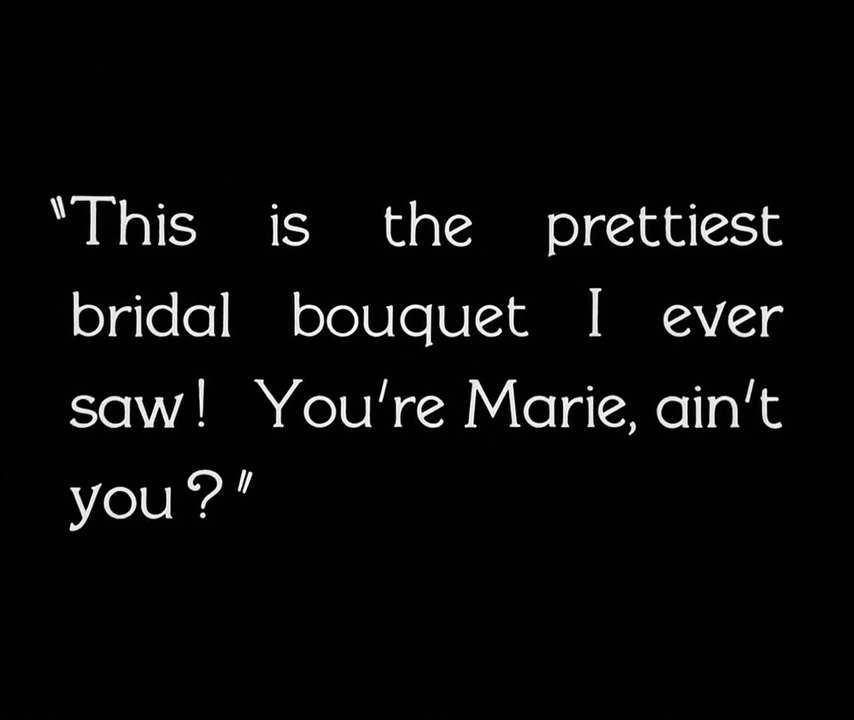 "This is the prettiest
bridal bouquet I ever
saw! You're Marie, ain't
you?"